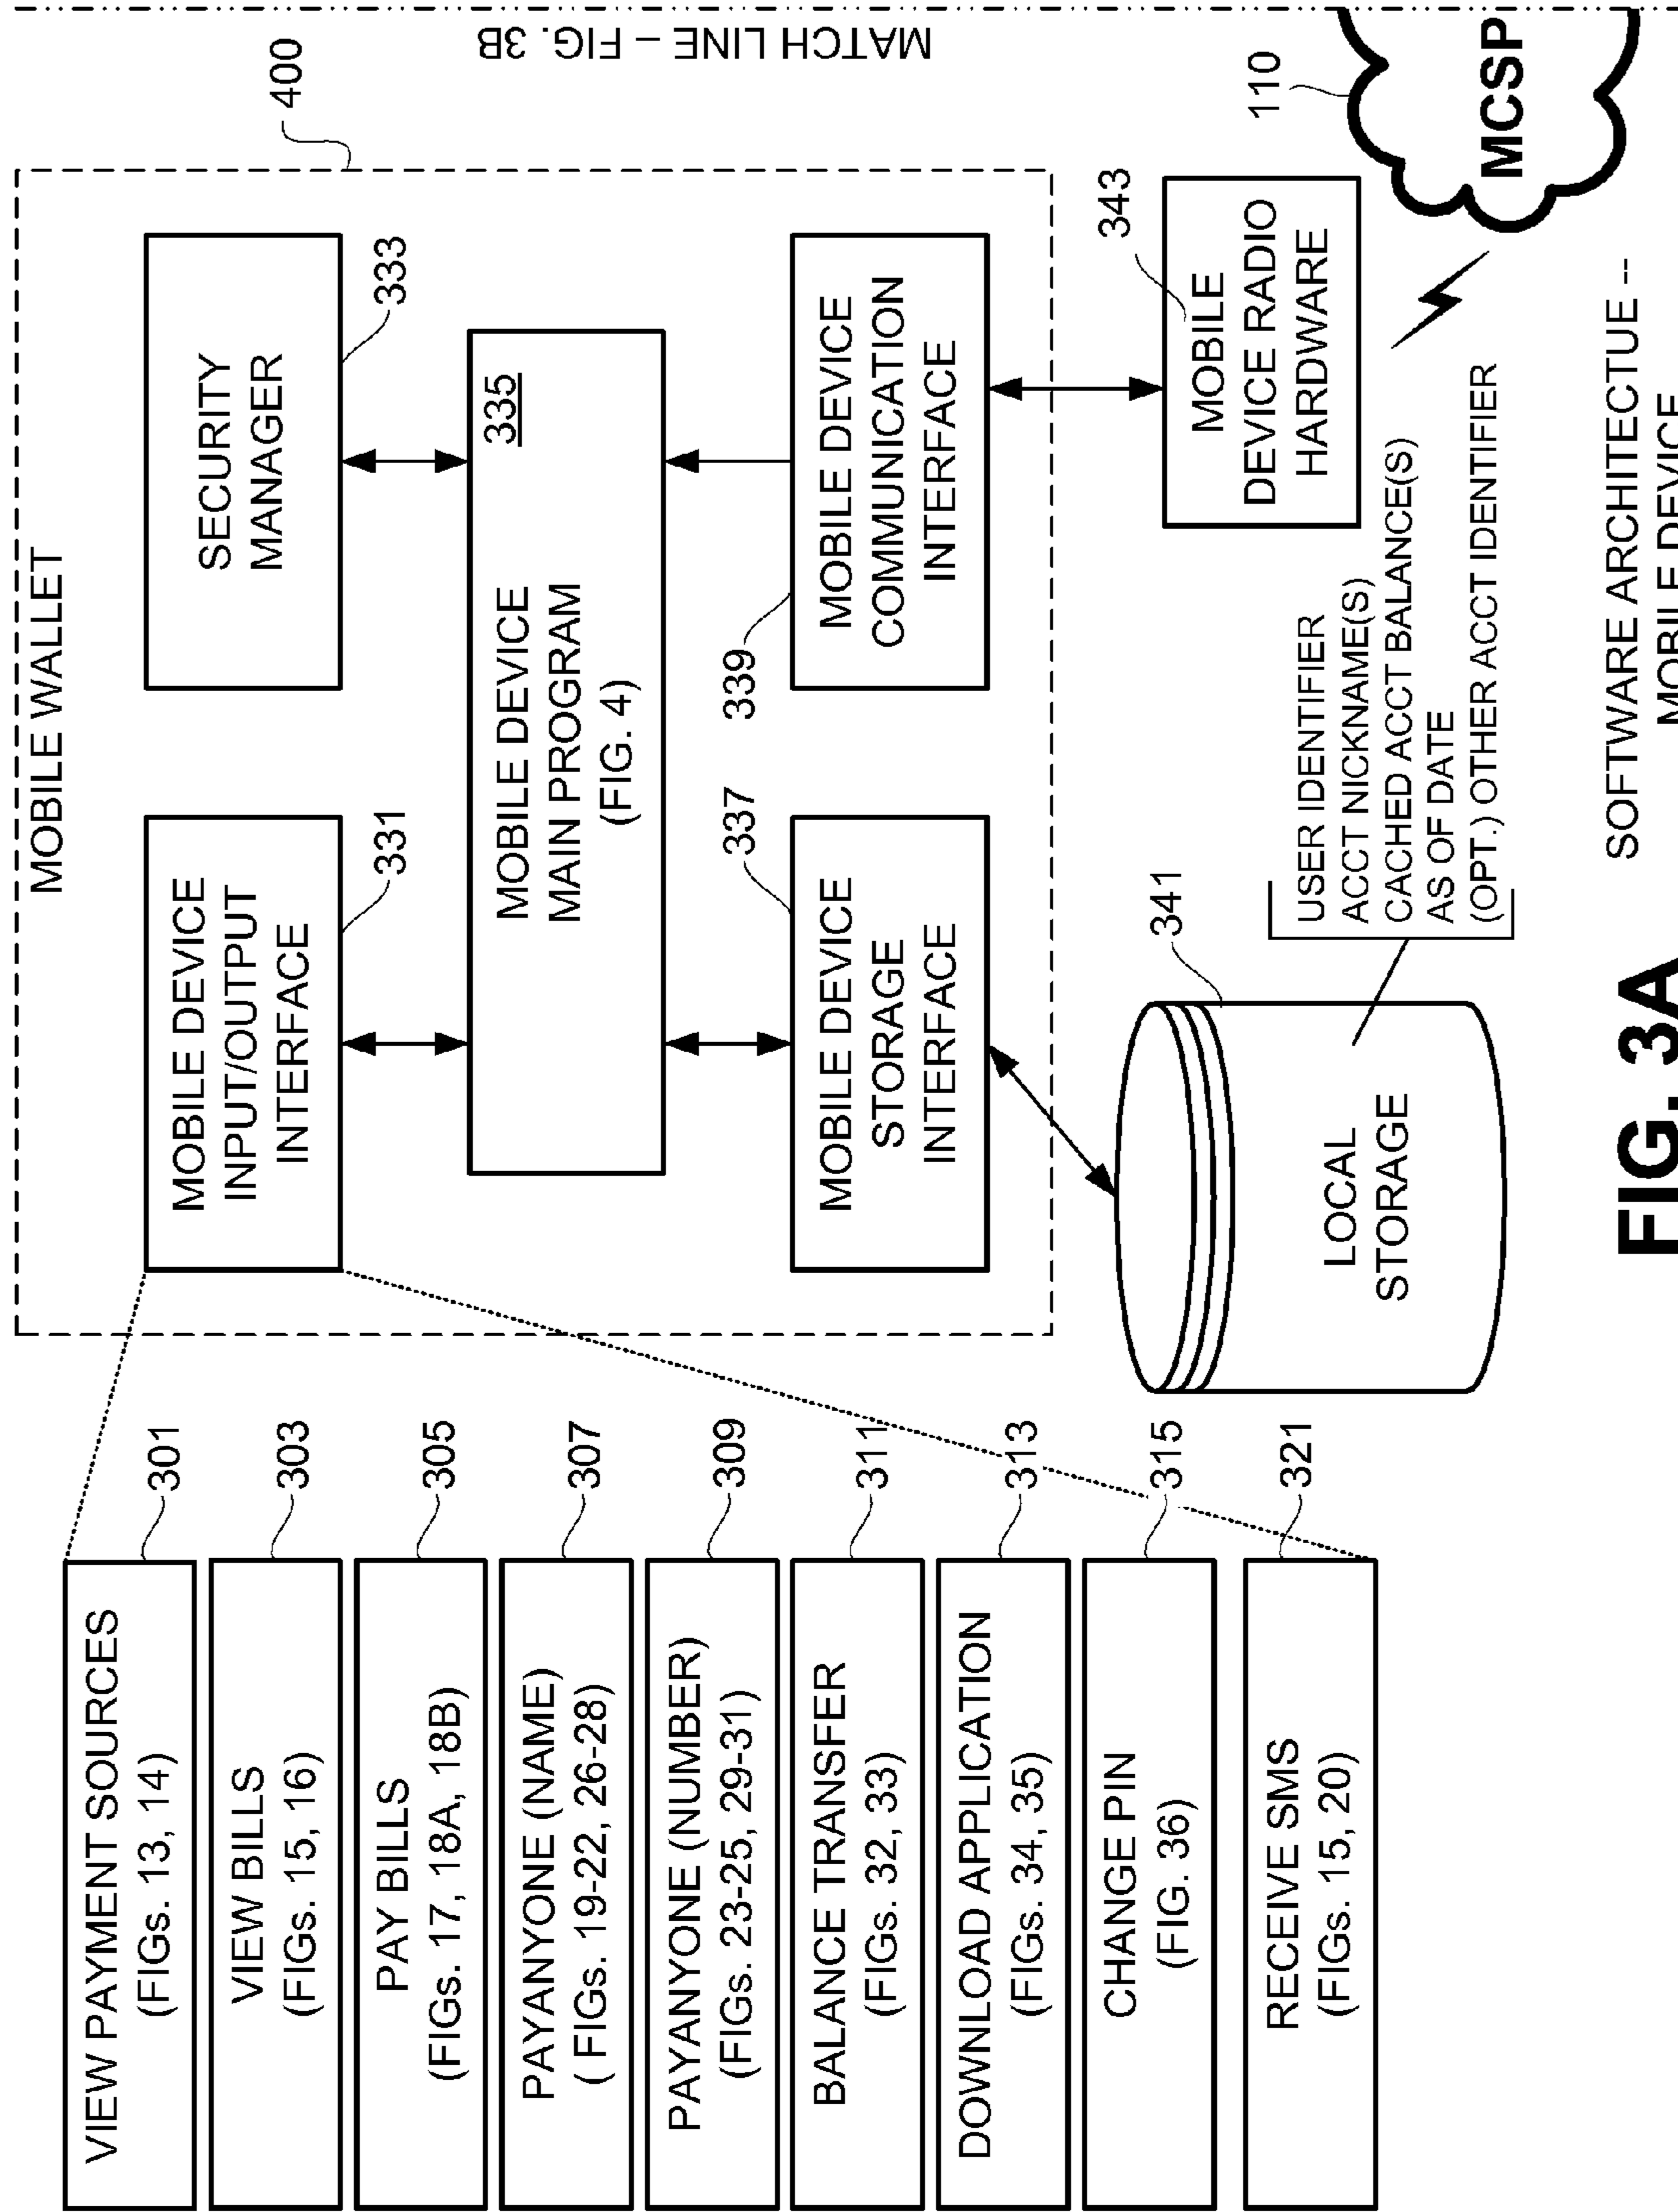 VIEW PAYMENT SOURCES
(FIGs. 13, 14)
301
VIEW BILLS
(FIGs. 15, 16)
303
PAY BILLS
(FIGs. 17, 18A, 18B)
305
PAYANYONE (NAME)
( FIGs. 19-22, 26-28)
307
PAYANYONE (NUMBER)
(FIGs. 23-25, 29-31)
309
BALANCE TRANSFER
(FIGs. 32, 33)
311
DOWNLOAD APPLICATION
(FIGs. 34, 35)
313
CHANGE PIN
(FIG. 36)
315
RECEIVE SMS
(FIGs. 15, 20)
321
MOBILE WALLET
400
MOBILE DEVICE
INPUT/OUTPUT
INTERFACE
331
SECURITY
MANAGER
333
335
MOBILE DEVICE
MAIN PROGRAM
(FIG. 4)
337
MOBILE DEVICE
STORAGE
INTERFACE
339
MOBILE DEVICE
COMMUNICATION
INTERFACE
341
LOCAL
STORAGE
USER IDENTIFIER
ACCT NICKNAME(S)
CACHED ACCT BALANCE(S)
AS OF DATE
(OPT.) OTHER ACCT IDENTIFIER
343
MOBILE
DEVICE RADIO
HARDWARE
110
MCSP
MATCH LINE – FIG. 3B
FIG. 3A
SOFTWARE ARCHITECTUE --
MOBILE DEVICE